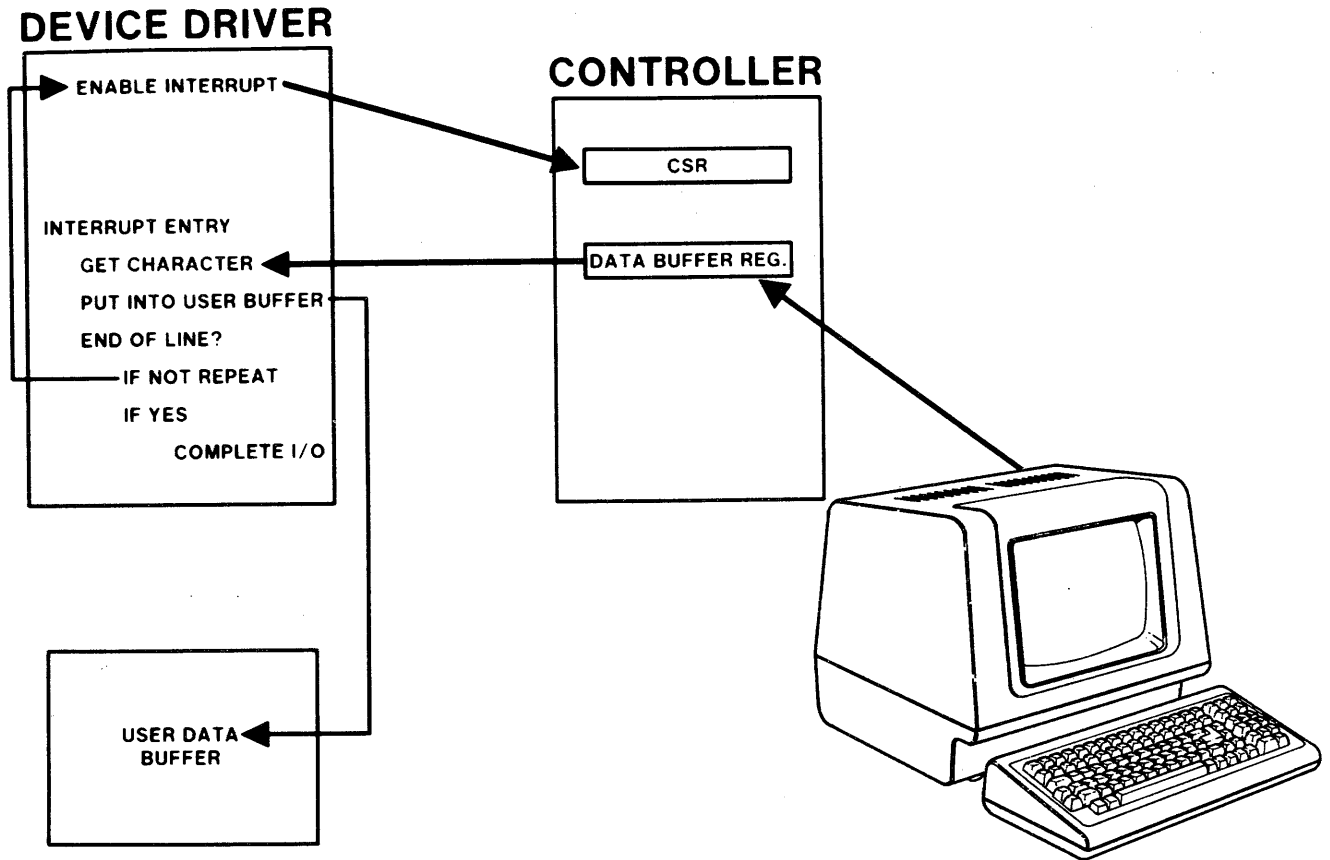 DEVICE DRIVER
ENABLE INTERRUPT
INTERRUPT ENTRY
GET CHARACTER
PUT INTO USER BUFFER
END OF LINE?
IF NOT REPEAT
IF YES
COMPLETE I/O
CONTROLLER
CSR
DATA BUFFER REG.
USER DATA
BUFFER